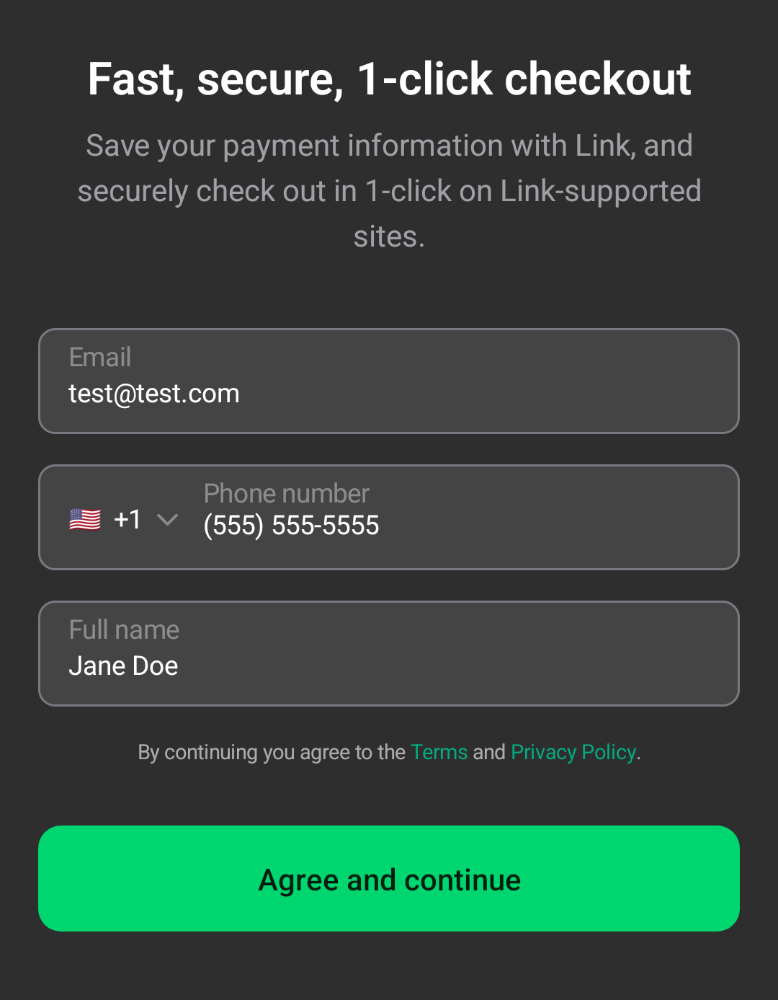 Fast, secure, 1-click checkout
Save your payment information with Link, and
securely check out in 1-click on Link-supported
sites.
Email
test@test.com
Phone number
+1 (555) 555-5555
Full name
Jane Doe
By continuing you agree to the Terms and Privacy Policy.
Agree and continue